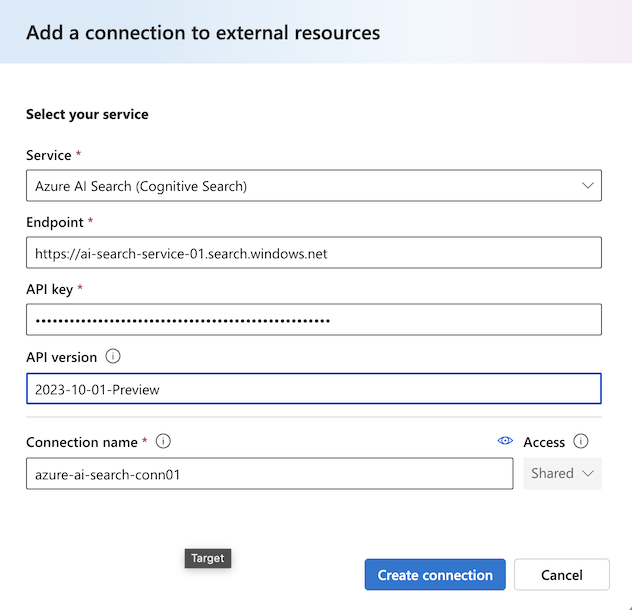 Add a connection to external resources
Select your service
Service *
Azure AI Search (Cognitive Search)
Endpoint *
https://ai-search-service-01.search.windows.net
API key *
••••••••••••••••••••••••••••••••••••••••••••••••••••
API version
2023-10-01-Preview
Connection name * Access
azure-ai-search-conn01 Shared
Target
Create connection Cancel